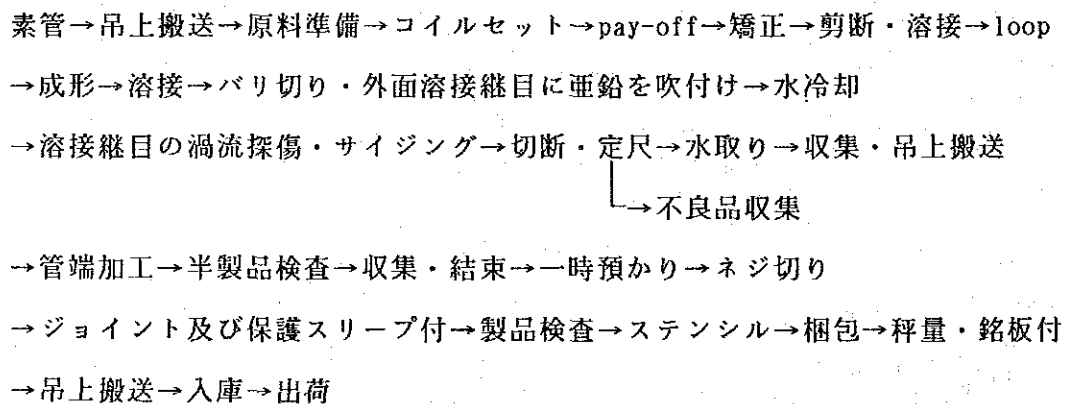 素管→吊上搬送→原料準備→コイルセット→pay-off→矯正→剪断・溶接→loop
→成形→溶接→バリ切り・外面溶接継目に亜鉛を吹付け→水冷却
→溶接継目の渦流探傷・サイジング→切断・定尺→水取り→収集・吊上搬送
→不良品収集
→管端加工→半製品検査→収集・結束→一時預かり→ネジ切り
→ジョイント及び保護スリーブ付→製品検査→ステンシル→梱包→秤量・銘板付
→吊上搬送→入庫→出荷